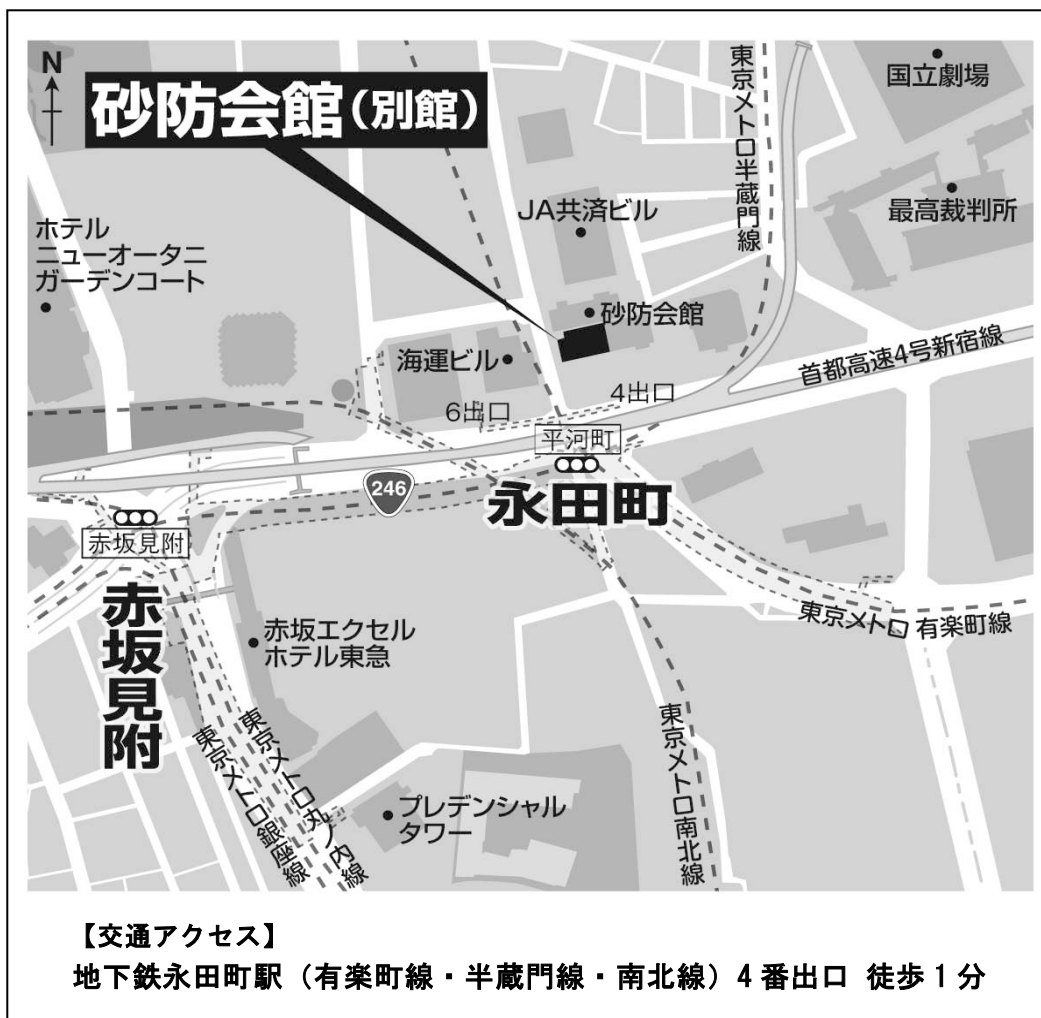 N
砂防会館(別館)
東京メトロ半蔵門線
国立劇場
最高裁判所
JA共済ビル
ホテル
ニューオータニ
ガーデンコート
砂防会館
海運ビル
首都高速4号新宿線
4出口
6出口
平河町
246
永田町
赤坂見附
赤坂見附
赤坂エクセル
ホテル東急
東京メトロ 有楽町線
東京メトロ南北線
東京メトロ丸ノ内線
東京メトロ銀座線
プレデンシャル
タワー
【交通アクセス】
地下鉄永田町駅（有楽町線・半蔵門線・南北線）4番出口 徒歩1分